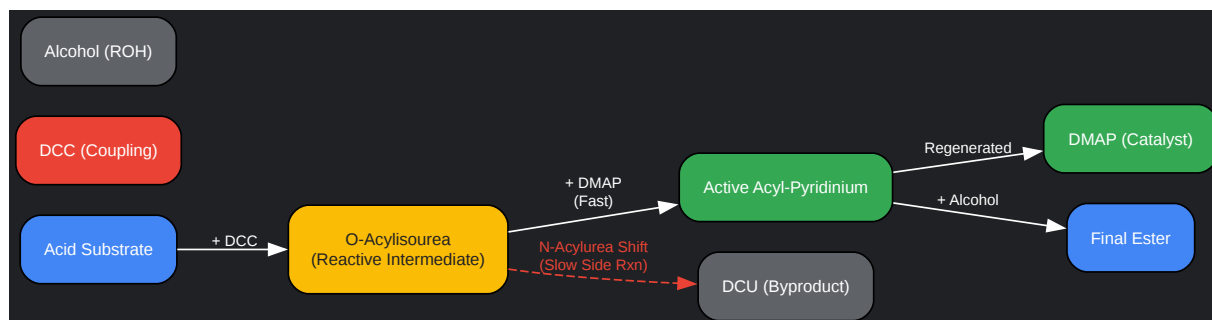 Alcohol (ROH)
DCC (Coupling)
Acid Substrate
+ DCC
O-Acylisourea
(Reactive Intermediate)
+ DMAP
(Fast)
N-Acylurea Shift
(Slow Side Rxn)
Active Acyl-Pyridinium
DCU (Byproduct)
Regenerated
+ Alcohol
DMAP (Catalyst)
Final Ester